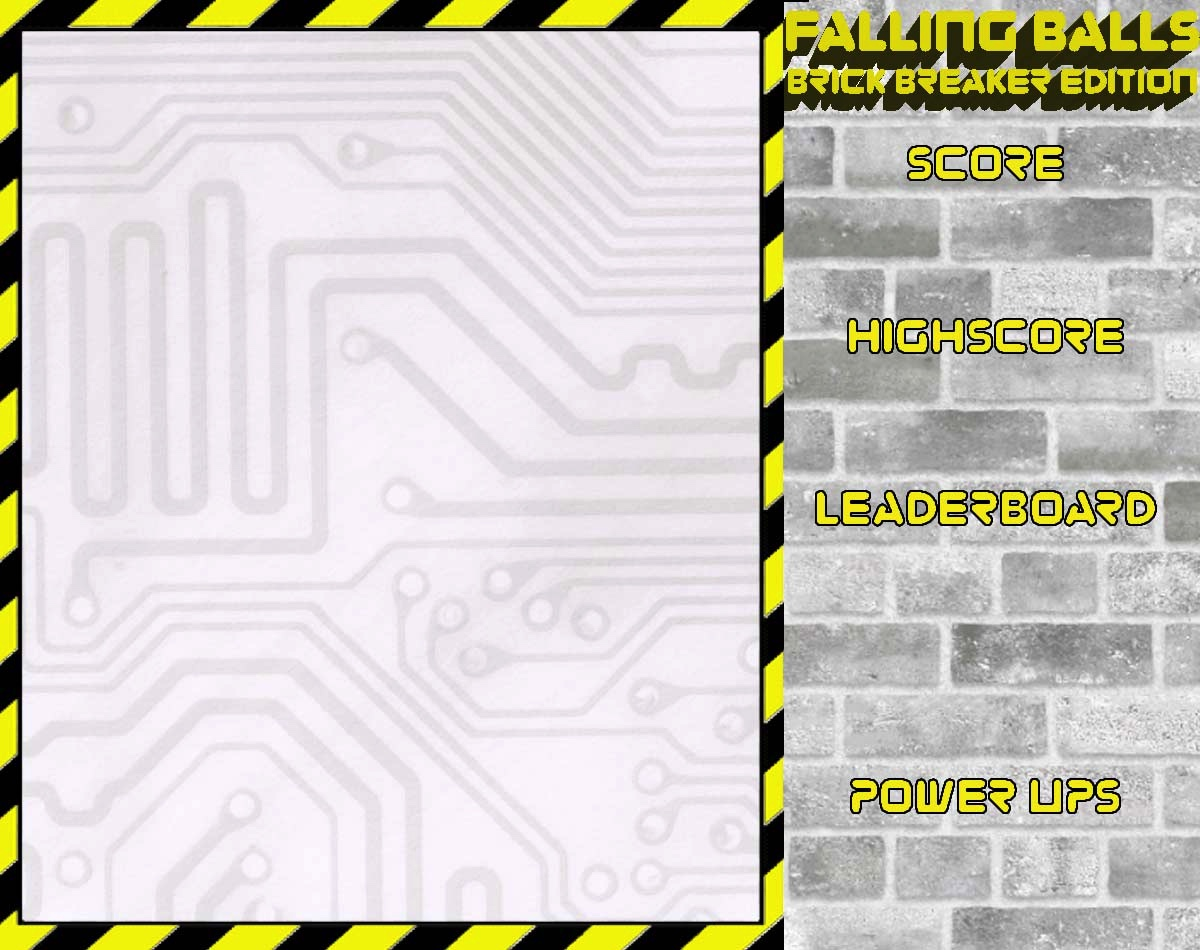 FALLING BALLS
BRICK BREAKER EDITION
SCORE
HIGHSCORE
LEADERBOARD
POWER UPS